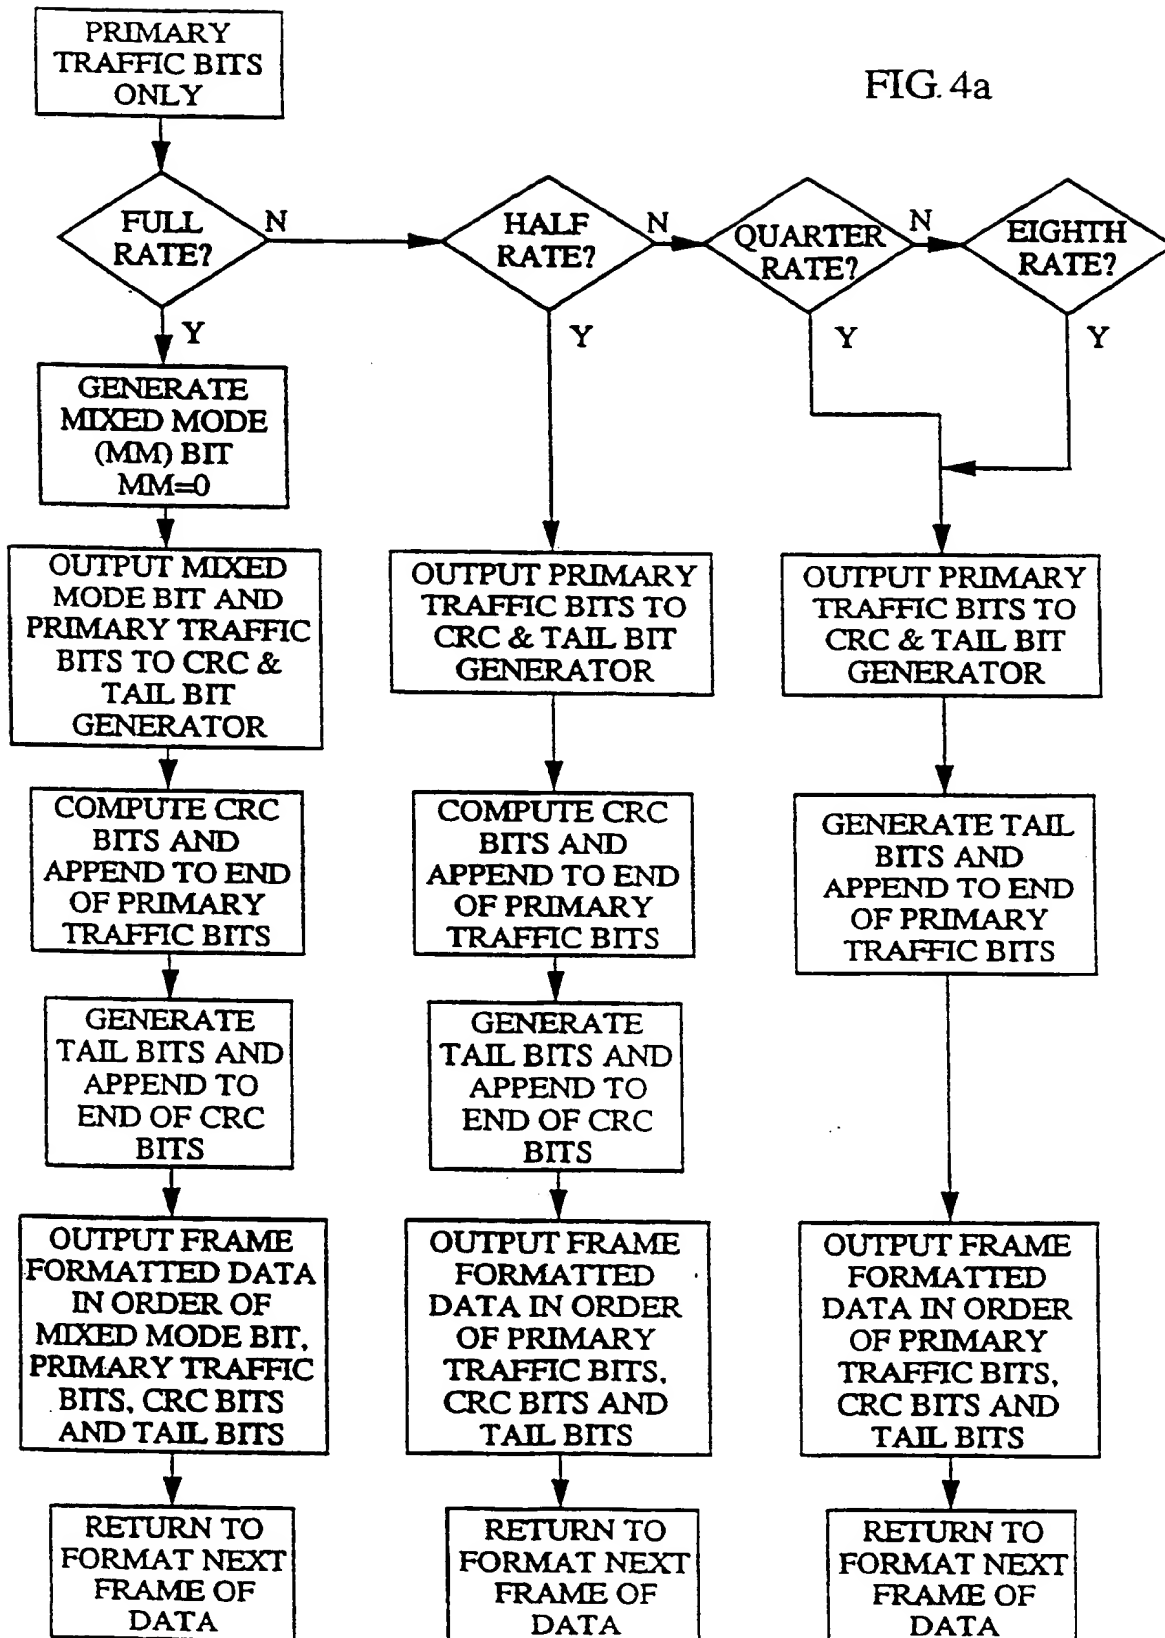 PRIMARY
TRAFFIC BITS
ONLY
FIG. 4a
FULL
RATE?
N
Y
HALF
RATE?
N
Y
QUARTER
RATE?
N
Y
EIGHTH
RATE?
Y
GENERATE
MIXED MODE
(MM) BIT
MM=0
OUTPUT MIXED
MODE BIT AND
PRIMARY TRAFFIC
BITS TO CRC &
TAIL BIT
GENERATOR
COMPUTE CRC
BITS AND
APPEND TO END
OF PRIMARY
TRAFFIC BITS
GENERATE
TAIL BITS AND
APPEND TO
END OF CRC
BITS
OUTPUT FRAME
FORMATTED DATA
IN ORDER OF
MIXED MODE BIT,
PRIMARY TRAFFIC
BITS, CRC BITS
AND TAIL BITS
RETURN TO
FORMAT NEXT
FRAME OF
DATA
OUTPUT PRIMARY
TRAFFIC BITS TO
CRC & TAIL BIT
GENERATOR
COMPUTE CRC
BITS AND
APPEND TO END
OF PRIMARY
TRAFFIC BITS
GENERATE
TAIL BITS AND
APPEND TO
END OF CRC
BITS
OUTPUT FRAME
FORMATTED
DATA IN ORDER
OF PRIMARY
TRAFFIC BITS,
CRC BITS AND
TAIL BITS
RETURN TO
FORMAT NEXT
FRAME OF
DATA
OUTPUT PRIMARY
TRAFFIC BITS TO
CRC & TAIL BIT
GENERATOR
GENERATE TAIL
BITS AND
APPEND TO END
OF PRIMARY
TRAFFIC BITS
OUTPUT FRAME
FORMATTED
DATA IN ORDER
OF PRIMARY
TRAFFIC BITS,
CRC BITS AND
TAIL BITS
RETURN TO
FORMAT NEXT
FRAME OF
DATA